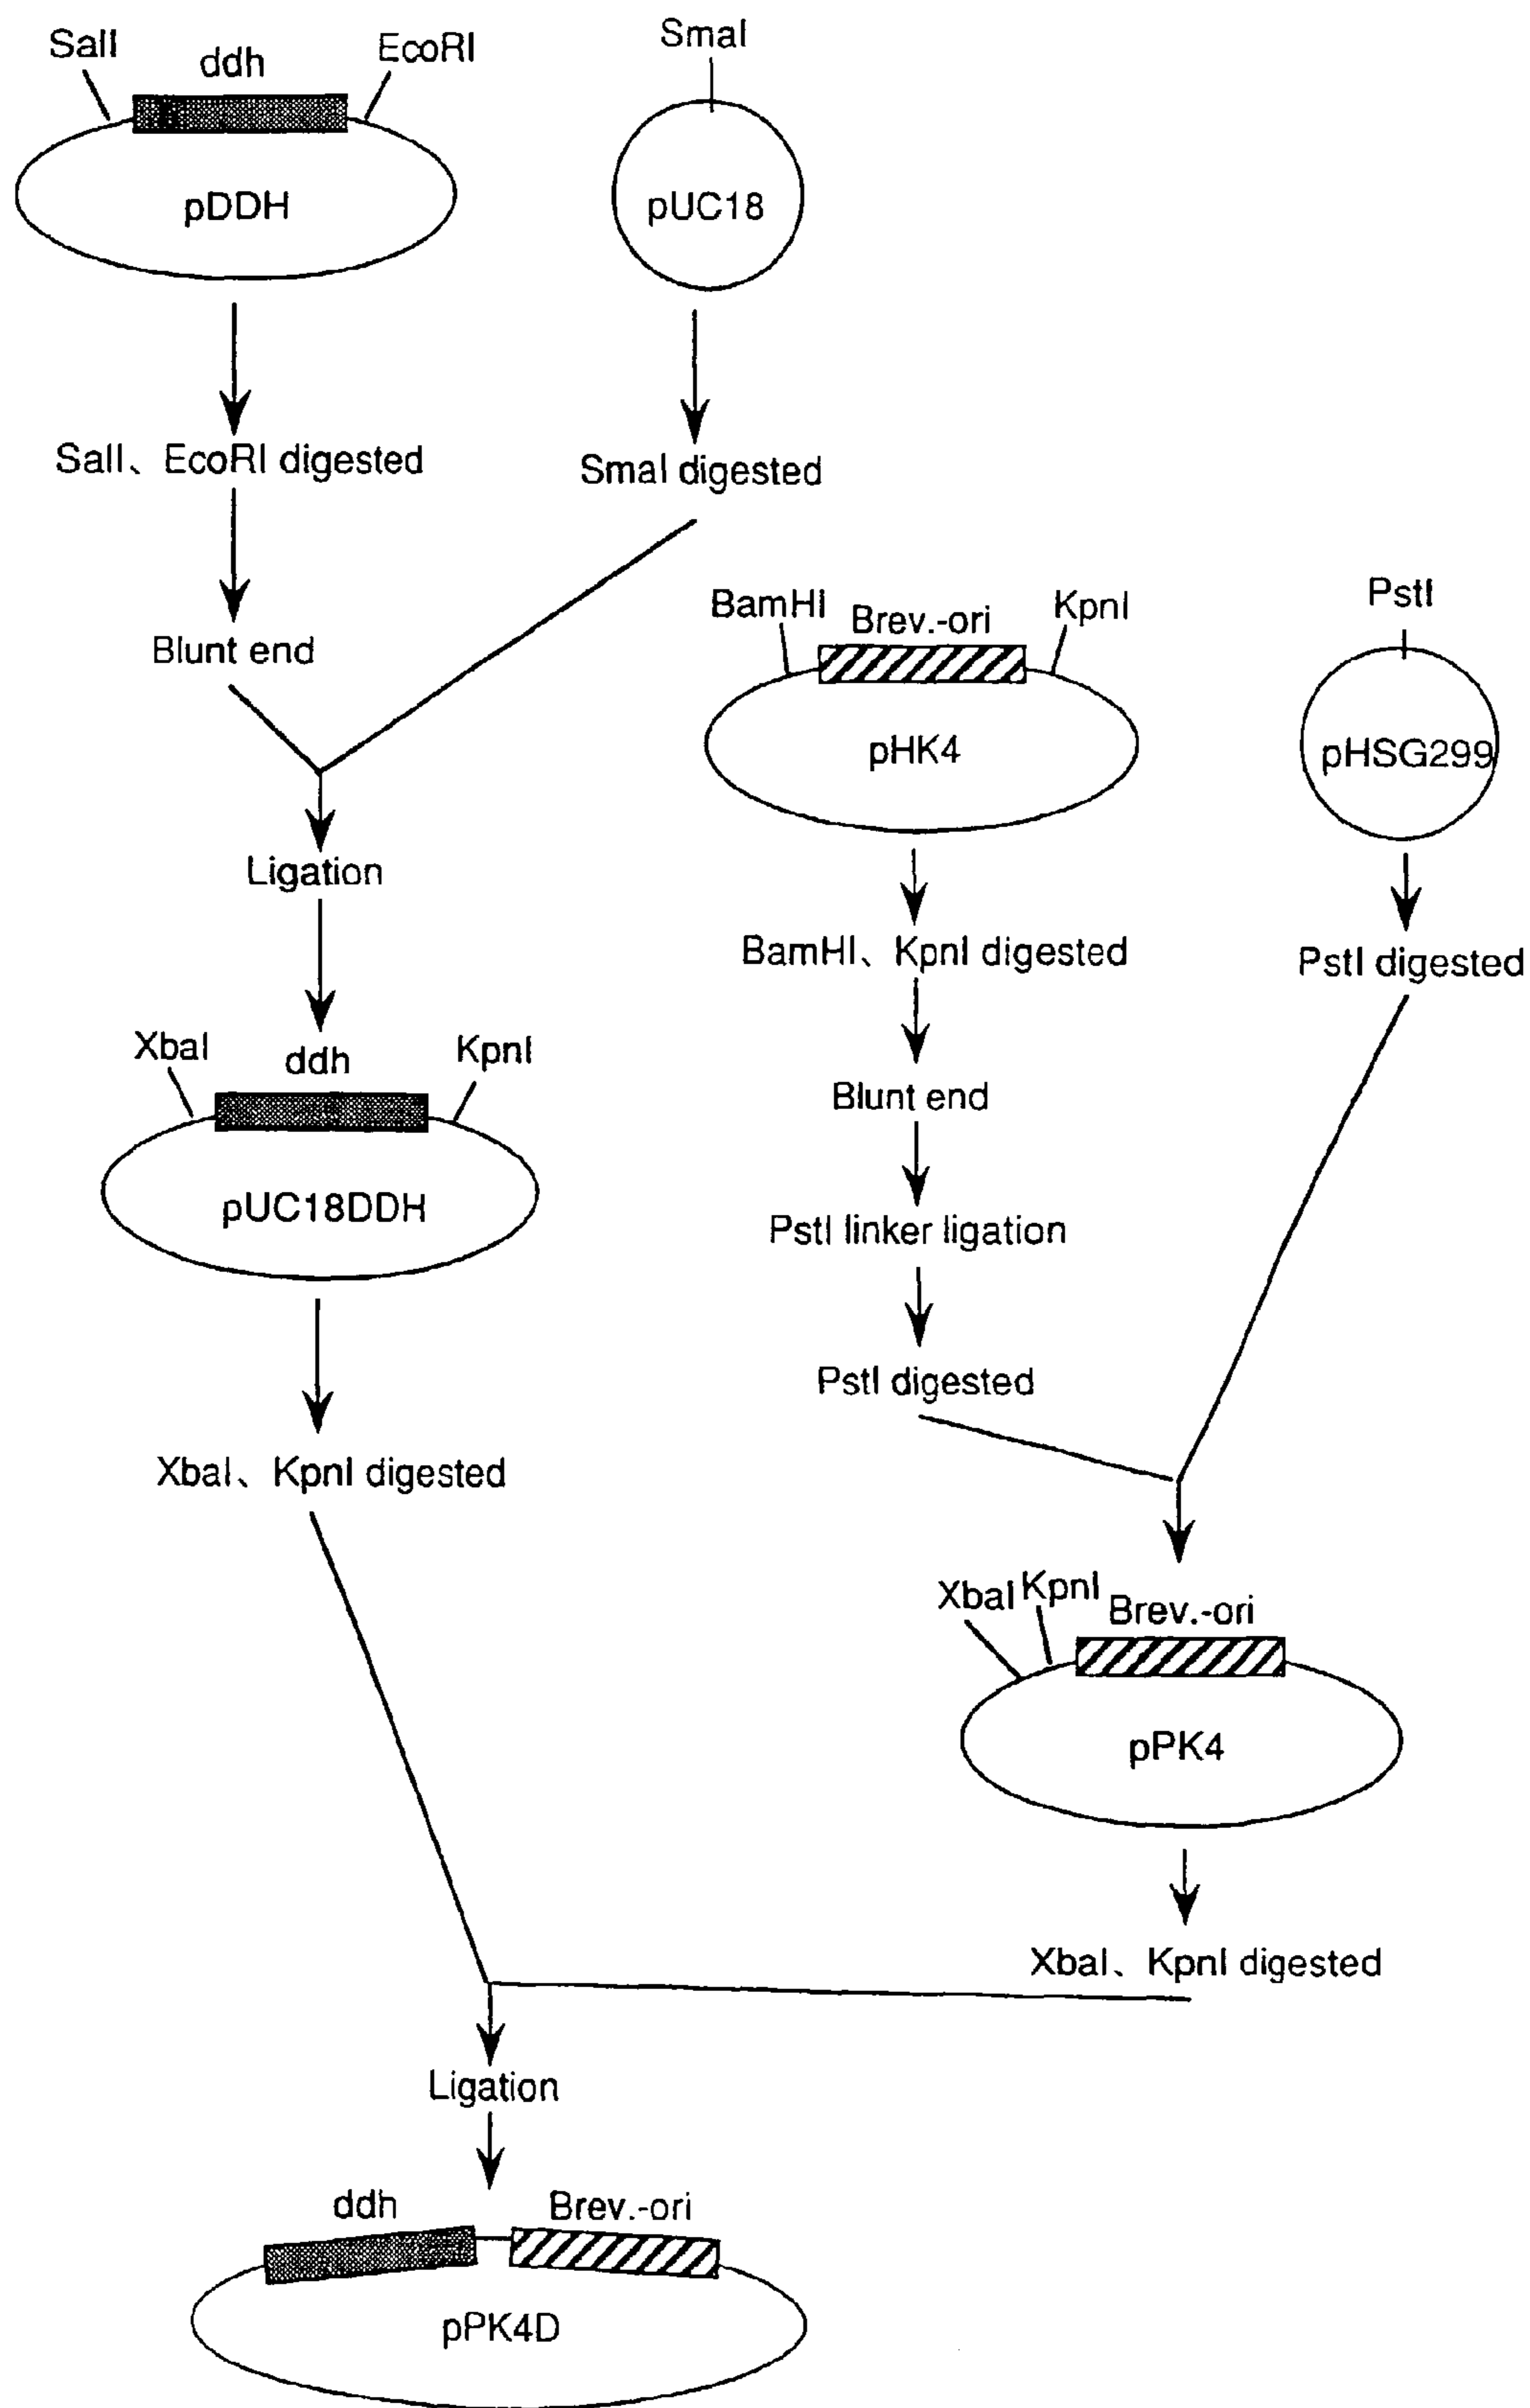 SalI
ddh
EcoRI
SmaI
pDDH
pUC18
SalI、EcoRI digested
SmaI digested
Blunt end
BamHI
Brev.-ori
KpnI
PstI
pHK4
pHSG299
Ligation
BamHI、KpnI digested
PstI digested
XbaI
ddh
KpnI
Blunt end
pUC18DDH
PstI linker ligation
PstI digested
XbaI、KpnI digested
XbaI
KpnI
Brev.-ori
pPK4
XbaI、KpnI digested
Ligation
ddh
Brev.-ori
pPK4D